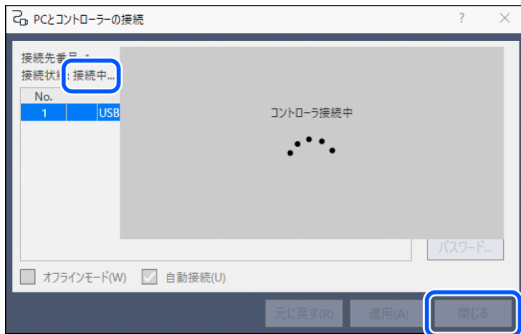 PCとコントローラーの接続
接続先番号: 1
接続状態: 接続中...
No.
1 USB
コントローラ接続中
パスワード...
オフラインモード(W) 自動接続(U)
元に戻す(R) 適用(A) 閉じる